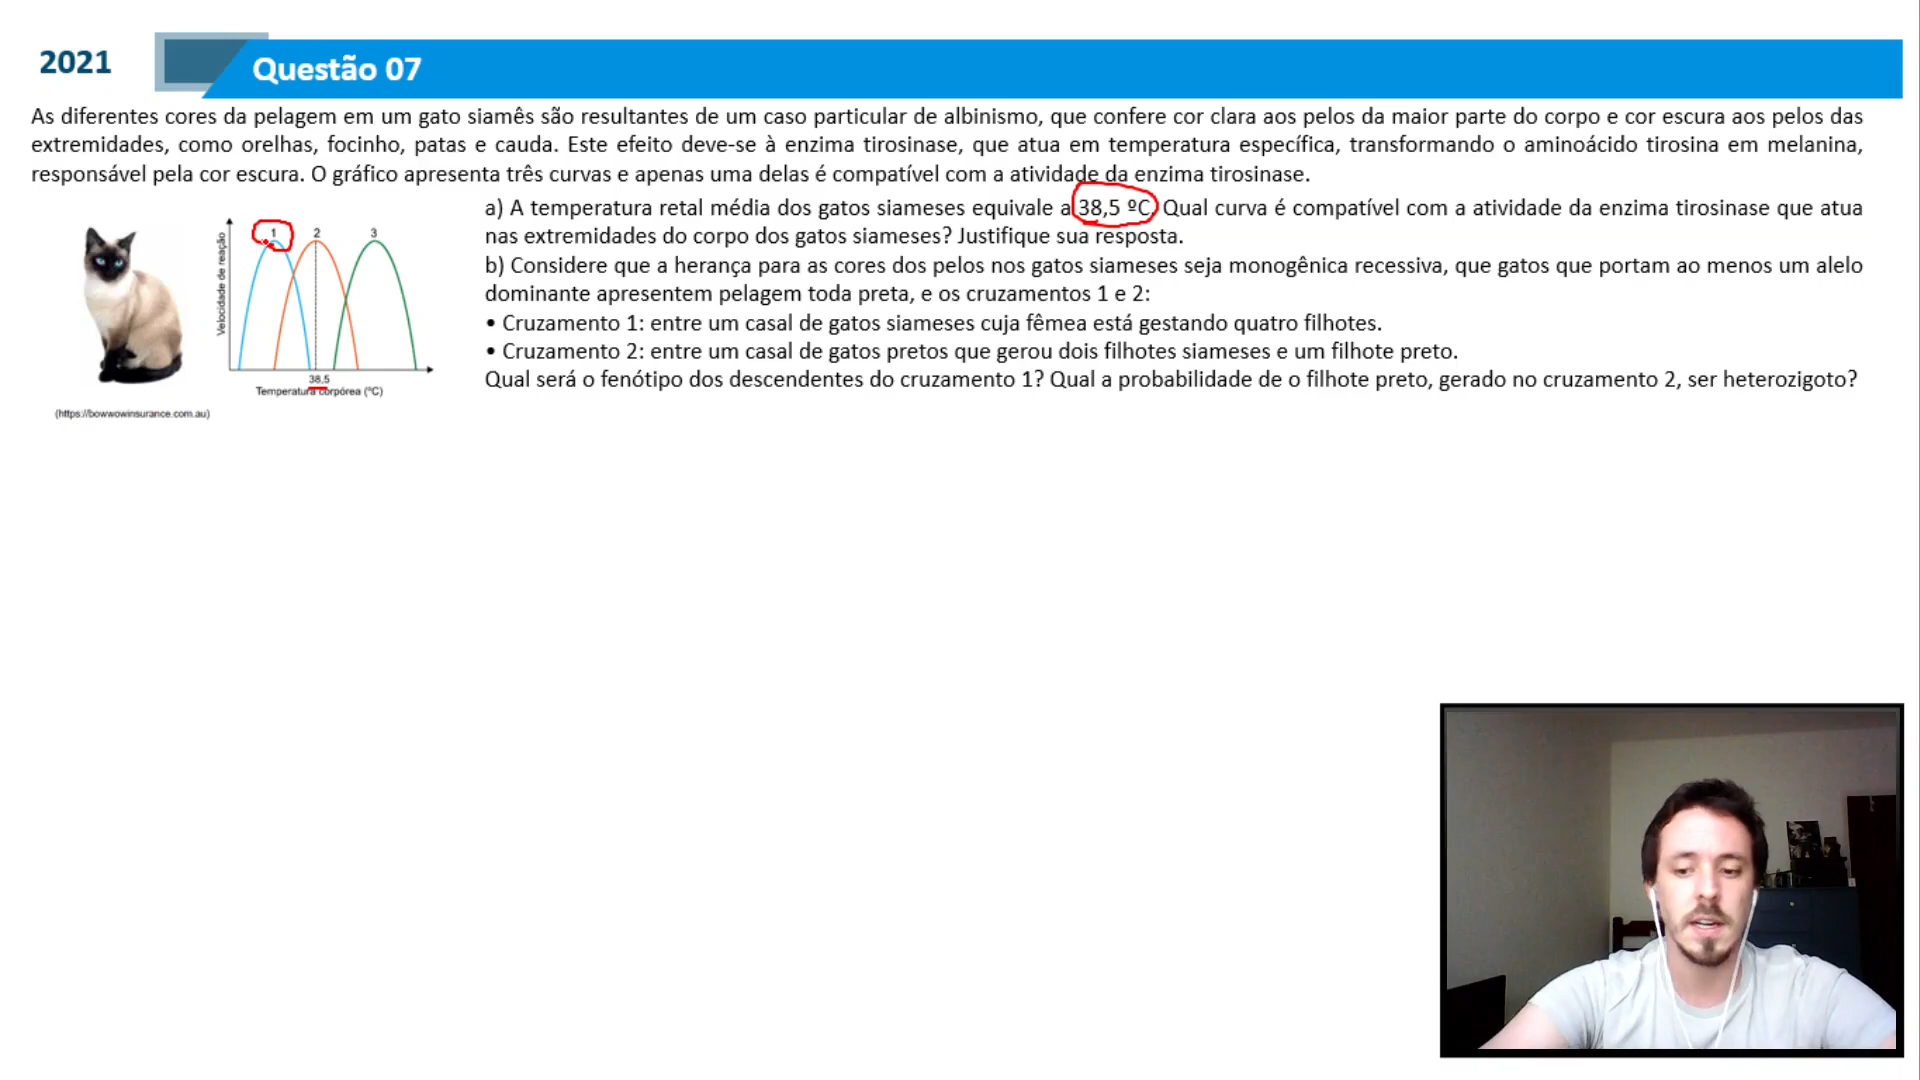 2021
Questão 07
As diferentes cores da pelagem em um gato siamês são resultantes de um caso particular de albinismo, que confere cor clara aos pelos da maior parte do corpo e cor escura aos pelos das
extremidades, como orelhas, focinho, patas e cauda. Este efeito deve-se à enzima tirosinase, que atua em temperatura específica, transformando o aminoácido tirosina em melanina,
responsável pela cor escura. O gráfico apresenta três curvas e apenas uma delas é compatível com a atividade da enzima tirosinase.
a) A temperatura retal média dos gatos siameses equivale a 38,5 ºC. Qual curva é compatível com a atividade da enzima tirosinase que atua
nas extremidades do corpo dos gatos siameses? Justifique sua resposta.
b) Considere que a herança para as cores dos pelos nos gatos siameses seja monogênica recessiva, que gatos que portam ao menos um alelo
dominante apresentem pelagem toda preta, e os cruzamentos 1 e 2:
• Cruzamento 1: entre um casal de gatos siameses cuja fêmea está gestando quatro filhotes.
• Cruzamento 2: entre um casal de gatos pretos que gerou dois filhotes siameses e um filhote preto.
Qual será o fenótipo dos descendentes do cruzamento 1? Qual a probabilidade de o filhote preto, gerado no cruzamento 2, ser heterozigoto?
1 2 3
Velocidade de reação
38,5
Temperatura corpórea (ºC)
(https://bowwowinsurance.com.au)